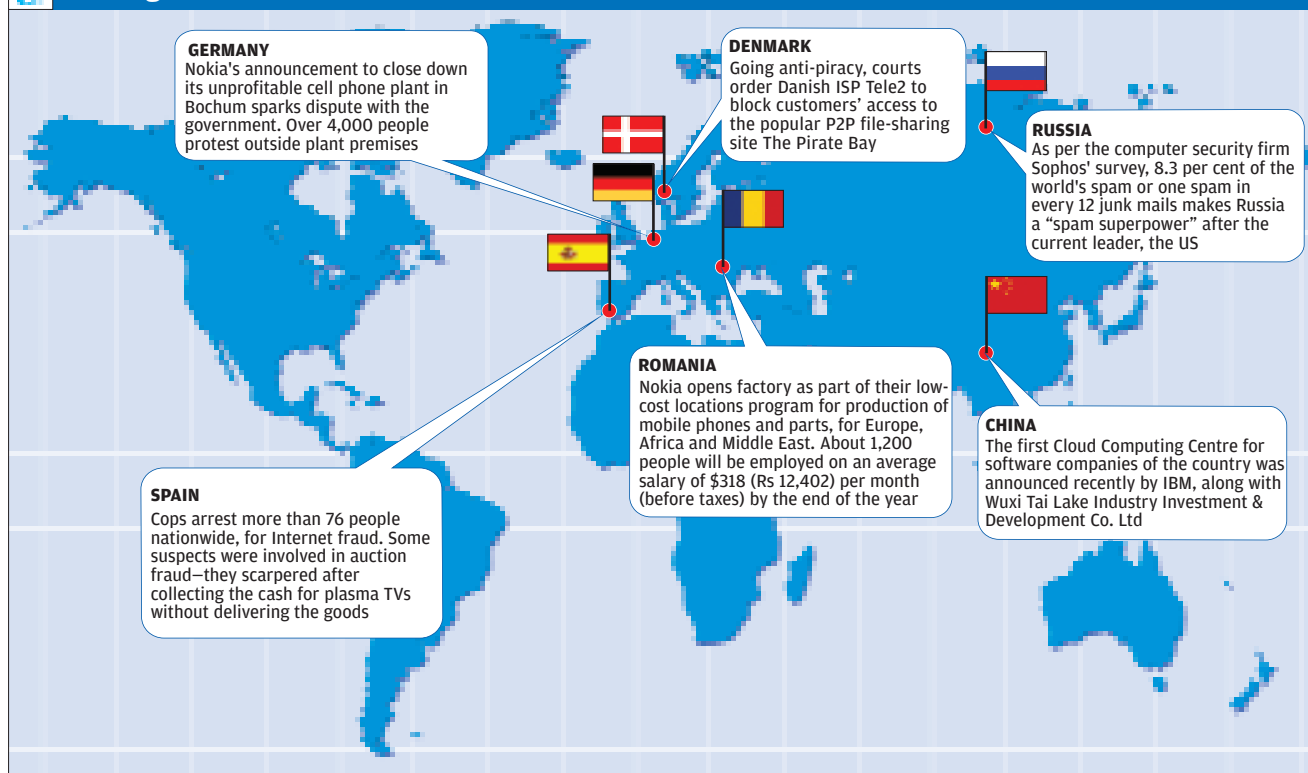 GERMANY
Nokia's announcement to close down
its unprofitable cell phone plant in
Bochum sparks dispute with the
government. Over 4,000 people
protest outside plant premises
DENMARK
Going anti-piracy, courts
order Danish ISP Tele2 to
block customers' access to
the popular P2P file-sharing
site The Pirate Bay
RUSSIA
As per the computer security firm
Sophos' survey, 8.3 per cent of the
world's spam or one spam in
every 12 junk mails makes Russia
a “spam superpower” after the
current leader, the US
ROMANIA
Nokia opens factory as part of their low-
cost locations program for production of
mobile phones and parts, for Europe,
Africa and Middle East. About 1,200
people will be employed on an average
salary of $318 (Rs 12,402) per month
(before taxes) by the end of the year
CHINA
The first Cloud Computing Centre for
software companies of the country was
announced recently by IBM, along with
Wuxi Tai Lake Industry Investment &
Development Co. Ltd
SPAIN
Cops arrest more than 76 people
nationwide, for Internet fraud. Some
suspects were involved in auction
fraud—they scarpered after
collecting the cash for plasma TVs
without delivering the goods